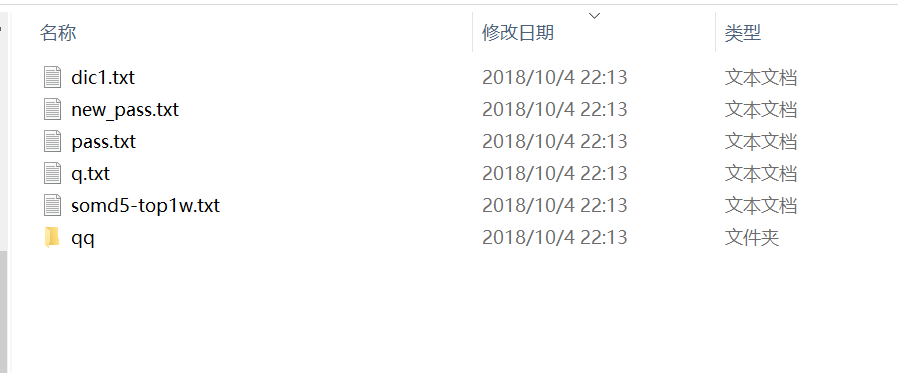 名称 修改日期 类型
dic1.txt 2018/10/4 22:13 文本文档
new_pass.txt 2018/10/4 22:13 文本文档
pass.txt 2018/10/4 22:13 文本文档
q.txt 2018/10/4 22:13 文本文档
somd5-top1w.txt 2018/10/4 22:13 文本文档
qq 2018/10/4 22:13 文件夹